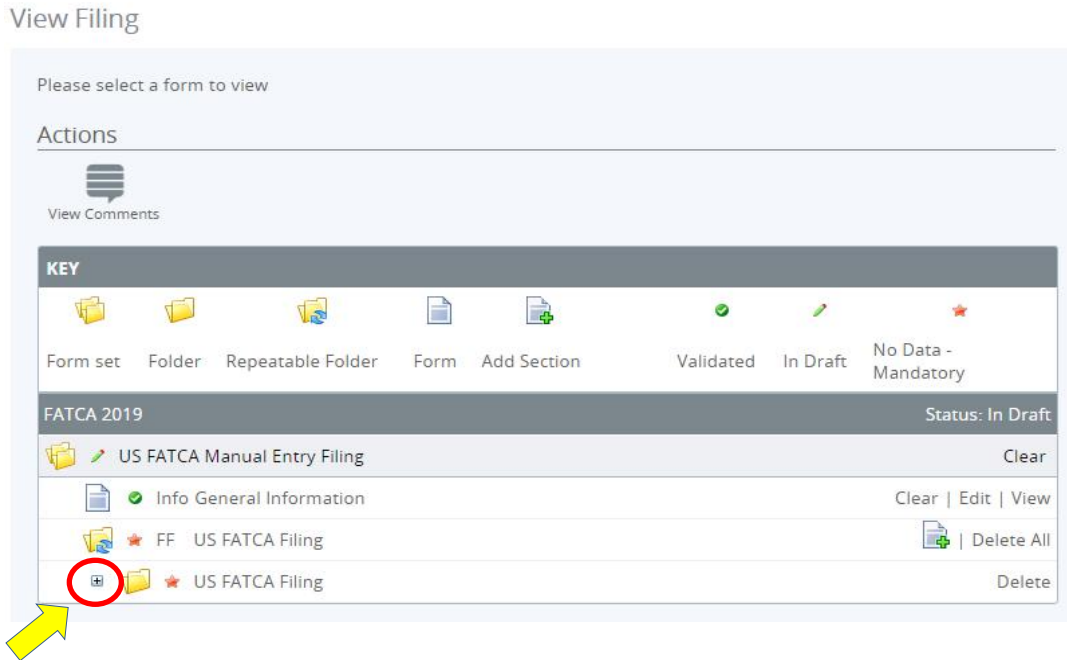 View Filing
Please select a form to view
Actions
View Comments
KEY
Form set Folder Repeatable Folder Form Add Section Validated In Draft No Data -
Mandatory
FATCA 2019 Status: In Draft
US FATCA Manual Entry Filing Clear
Info General Information Clear | Edit | View
FF US FATCA Filing | Delete All
US FATCA Filing Delete